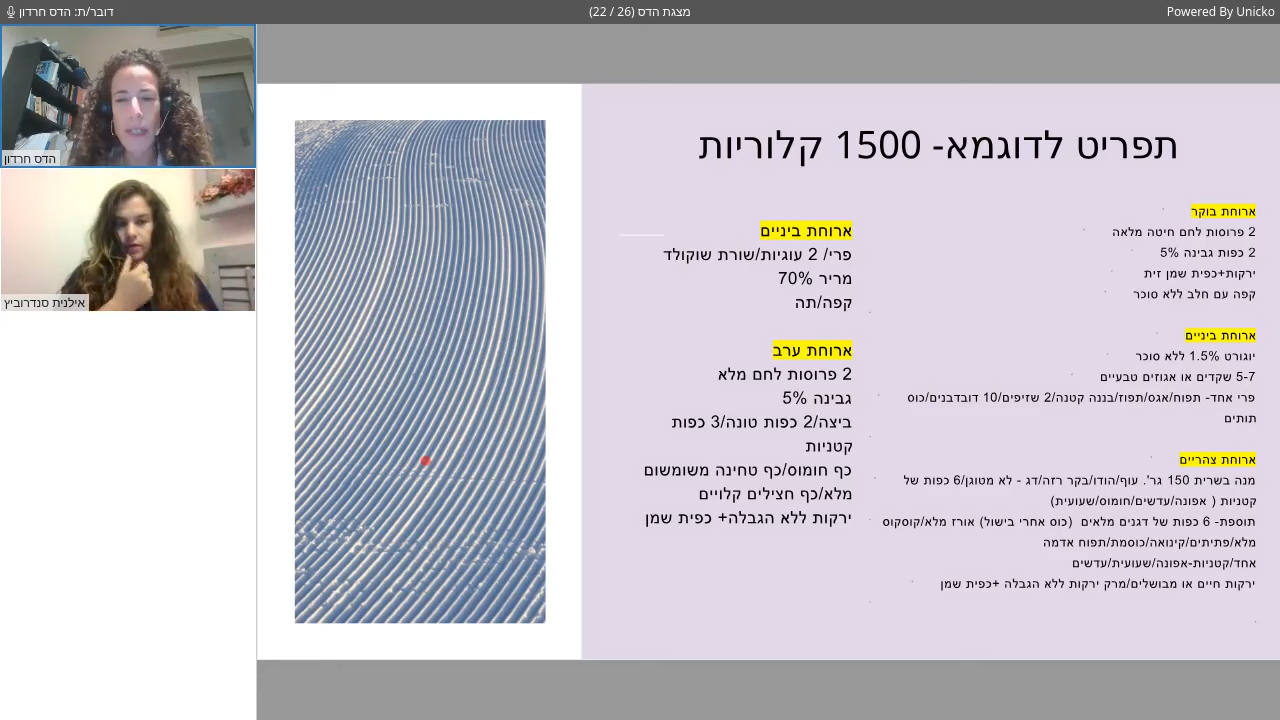 דובר/ת: הדס חרדון
מצגת הדס (26 / 22)
Powered By Unicko
הדס חרדון
אילנית סנדרוביץ
תפריט לדוגמא- 1500 קלוריות
ארוחת בוקר
2 פרוסות לחם חיטה מלאה
2 כפות גבינה 5%
ירקות+כפית שמן זית
קפה עם חלב ללא סוכר
ארוחת ביניים
יוגורט 1.5% ללא סוכר
5-7 שקדים או אגוזים טבעיים
פרי אחד- תפוח/אגס/תפוז/בננה קטנה/2 שזיפים/10 דובדבנים/כוס
תותים
ארוחת צהריים
מנה בשרית 150 גר'. עוף/הודו/בקר רזה/דג - לא מטוגן/6 כפות של
קטניות ( אפונה/עדשים/חומוס/שעועית)
תוספת- 6 כפות של דגנים מלאים (כוס אחרי בישול) אורז מלא/קוסקוס
מלא/פתיתים/קינואה/כוסמת/תפוח אדמה
אחד/קטניות-אפונה/שעועית/עדשים
ירקות חיים או מבושלים/מרק ירקות ללא הגבלה +כפית שמן
ארוחת ביניים
פרי/ 2 עוגיות/שורת שוקולד
מריר 70%
קפה/תה
ארוחת ערב
2 פרוסות לחם מלא
גבינה 5%
ביצה/2 כפות טונה/3 כפות
קטניות
כף חומוס/כף טחינה משומשום
מלא/כף חצילים קלויים
ירקות ללא הגבלה+ כפית שמן